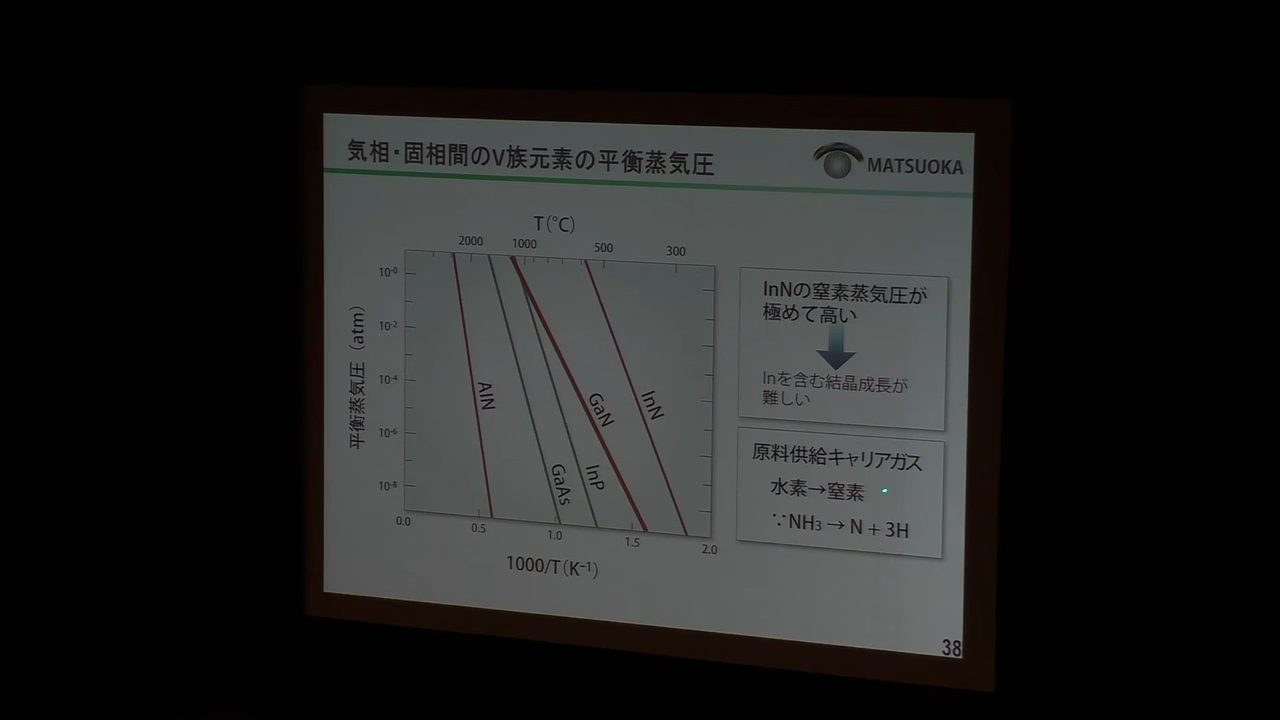 気相・固相間のV族元素の平衡蒸気圧
MATSUOKA
T(℃)
2000 1000 500 300
10⁻⁰
10⁻²
10⁻⁴
10⁻⁶
10⁻⁸
平衡蒸気圧 (atm)
AlN
GaAs
InP
GaN
InN
0.0 0.5 1.0 1.5 2.0
1000/T(K⁻¹)
InNの窒素蒸気圧が
極めて高い
Inを含む結晶成長が
難しい
原料供給キャリアガス
水素→窒素
∵NH₃→N+3H
38